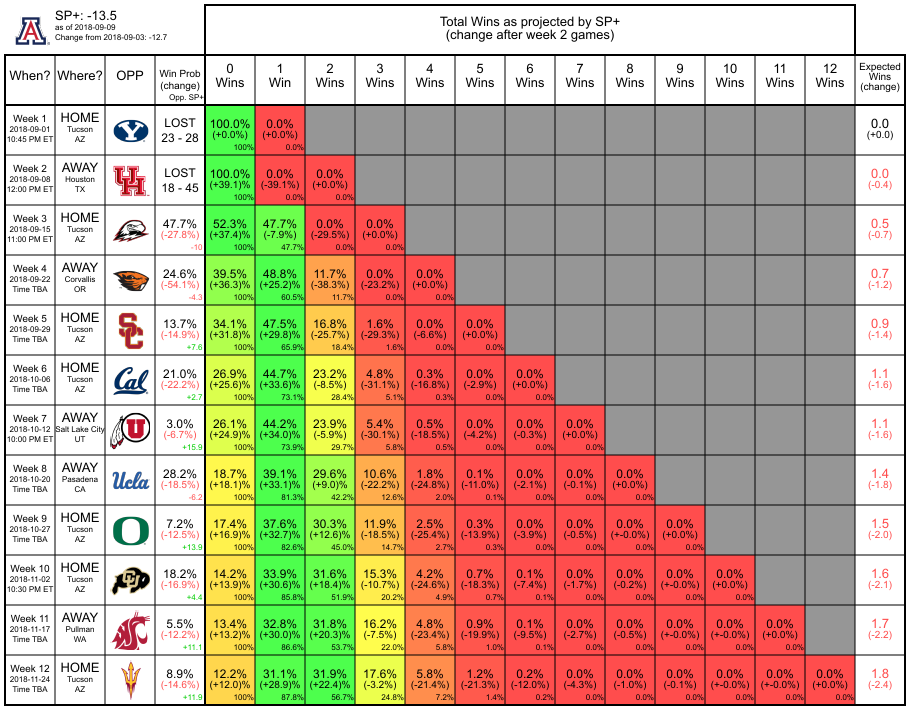 SP+: -13.5
as of 2018-09-09
Change from 2018-09-03: -12.7
Total Wins as projected by SP+
(change after week 2 games)
When? Where? OPP Win Prob (change) Opp. SP+ 0 Wins 1 Win 2 Wins 3 Wins 4 Wins 5 Wins 6 Wins 7 Wins 8 Wins 9 Wins 10 Wins 11 Wins 12 Wins Expected Wins (change)
Week 1 HOME LOST 100.0% 0.0% 0.0
2018-09-01 Tucson Y (+0.0%) (+0.0%) (+0.0)
10:45 PM ET AZ 23 - 28 100% 0.0%
Week 2 AWAY LOST 100.0% 0.0% 0.0% 0.0
2018-09-08 Houston UH (+39.1%) (-39.1%) (+0.0%) (-0.4)
12:00 PM ET TX 18 - 45 100% 0.0% 0.0%
Week 3 HOME 47.7% 52.3% 47.7% 0.0% 0.0% 0.5
2018-09-15 Tucson (-27.8%) (+37.4)% (-7.9%) (-29.5%) (+0.0%) (-0.7)
11:00 PM ET AZ -10 100% 47.7% 0.0% 0.0%
Week 4 AWAY 24.6% 39.5% 48.8% 11.7% 0.0% 0.0% 0.7
2018-09-22 Corvallis (-54.1%) (+36.3)% (+25.2)% (-38.3%) (-23.2%) (+0.0%) (-1.2)
Time TBA OR -4.3 100% 60.5% 11.7% 0.0% 0.0%
Week 5 HOME 13.7% 34.1% 47.5% 16.8% 1.6% 0.0% 0.0% 0.9
2018-09-29 Tucson SC (-14.9%) (+31.8)% (+29.8)% (-25.7%) (-29.3%) (-6.6%) (+0.0%) (-1.4)
Time TBA AZ +7.6 100% 65.9% 18.4% 1.6% 0.0% 0.0%
Week 6 HOME 21.0% 26.9% 44.7% 23.2% 4.8% 0.3% 0.0% 0.0% 1.1
2018-10-06 Tucson Cal (-22.2%) (+25.6)% (+33.6)% (-8.5%) (-31.1%) (-16.8%) (-2.9%) (+0.0%) (-1.6)
Time TBA AZ +2.7 100% 73.1% 28.4% 5.1% 0.3% 0.0% 0.0%
Week 7 AWAY 3.0% 26.1% 44.2% 23.9% 5.4% 0.5% 0.0% 0.0% 0.0% 1.1
2018-10-12 Salt Lake City U (-6.7%) (+24.9)% (+34.0)% (-5.9%) (-30.1%) (-18.5%) (-4.2%) (-0.3%) (+0.0%) (-1.6)
10:00 PM ET UT +15.9 100% 73.9% 29.7% 5.8% 0.5% 0.0% 0.0% 0.0%
Week 8 AWAY 28.2% 18.7% 39.1% 29.6% 10.6% 1.8% 0.1% 0.0% 0.0% 0.0% 1.4
2018-10-20 Pasadena Ucla (-18.5%) (+18.1)% (+33.1)% (+9.0)% (-22.2%) (-24.8%) (-11.0%) (-2.1%) (-0.1%) (+0.0%) (-1.8)
Time TBA CA -6.2 100% 81.3% 42.2% 12.6% 2.0% 0.1% 0.0% 0.0% 0.0%
Week 9 HOME 7.2% 17.4% 37.6% 30.3% 11.9% 2.5% 0.3% 0.0% 0.0% 0.0% 0.0% 1.5
2018-10-27 Tucson O (-12.5%) (+16.9)% (+32.7)% (+12.6)% (-18.5%) (-25.4%) (-13.9%) (-3.9%) (-0.5%) (+-0.0%) (+0.0%) (-2.0)
Time TBA AZ +13.9 100% 82.6% 45.0% 14.7% 2.7% 0.3% 0.0% 0.0% 0.0% 0.0%
Week 10 HOME 18.2% 14.2% 33.9% 31.6% 15.3% 4.2% 0.7% 0.1% 0.0% 0.0% 0.0% 0.0% 1.6
2018-11-02 Tucson CU (-16.9%) (+13.9)% (+30.6)% (+18.4)% (-10.7%) (-24.6%) (-18.3%) (-7.4%) (-1.7%) (-0.2%) (+-0.0%) (+0.0%) (-2.1)
10:30 PM ET AZ +4.4 100% 85.8% 51.9% 20.2% 4.9% 0.7% 0.1% 0.0% 0.0% 0.0% 0.0%
Week 11 AWAY 5.5% 13.4% 32.8% 31.8% 16.2% 4.8% 0.9% 0.1% 0.0% 0.0% 0.0% 0.0% 0.0% 1.7
2018-11-17 Pullman (-12.2%) (+13.2)% (+30.0)% (+20.3)% (-7.5%) (-23.4%) (-19.9%) (-9.5%) (-2.7%) (-0.5%) (+-0.0%) (+-0.0%) (+0.0%) (-2.2)
Time TBA WA +11.1 100% 86.6% 53.7% 22.0% 5.8% 1.0% 0.1% 0.0% 0.0% 0.0% 0.0% 0.0%
Week 12 HOME 8.9% 12.2% 31.1% 31.9% 17.6% 5.8% 1.2% 0.2% 0.0% 0.0% 0.0% 0.0% 0.0% 0.0% 1.8
2018-11-24 Tucson (-14.6%) (+12.0)% (+28.9)% (+22.4)% (-3.2%) (-21.4%) (-21.3%) (-12.0%) (-4.3%) (-1.0%) (-0.1%) (+-0.0%) (+-0.0%) (+0.0%) (-2.4)
Time TBA AZ +11.9 100% 87.8% 56.7% 24.8% 7.2% 1.4% 0.2% 0.0% 0.0% 0.0% 0.0% 0.0% 0.0%